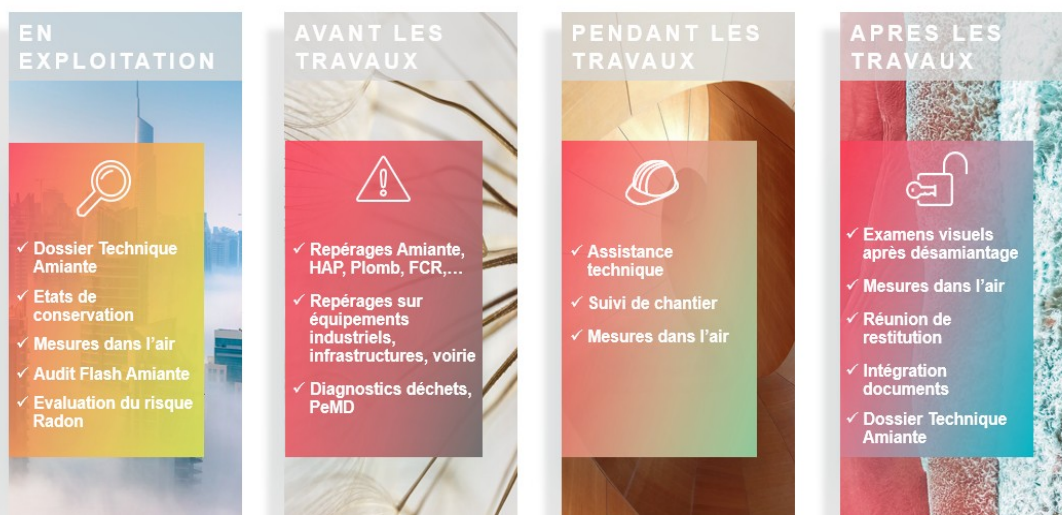 EN
EXPLOITATION
✓ Dossier Technique
Amiante
✓ Etats de
conservation
✓ Mesures dans l'air
✓ Audit Flash Amiante
✓ Evaluation du risque
Radon
AVANT LES
TRAVAUX
✓ Repérages Amiante,
HAP, Plomb, FCR,...
✓ Repérages sur
équipements
industriels,
infrastructures, voirie
✓ Diagnostics déchets,
PeMD
PENDANT LES
TRAVAUX
✓ Assistance
technique
✓ Suivi de chantier
✓ Mesures dans l'air
APRES LES
TRAVAUX
✓ Examens visuels
après désamiantage
✓ Mesures dans l'air
✓ Réunion de
restitution
✓ Intégration
documents
✓ Dossier Technique
Amiante